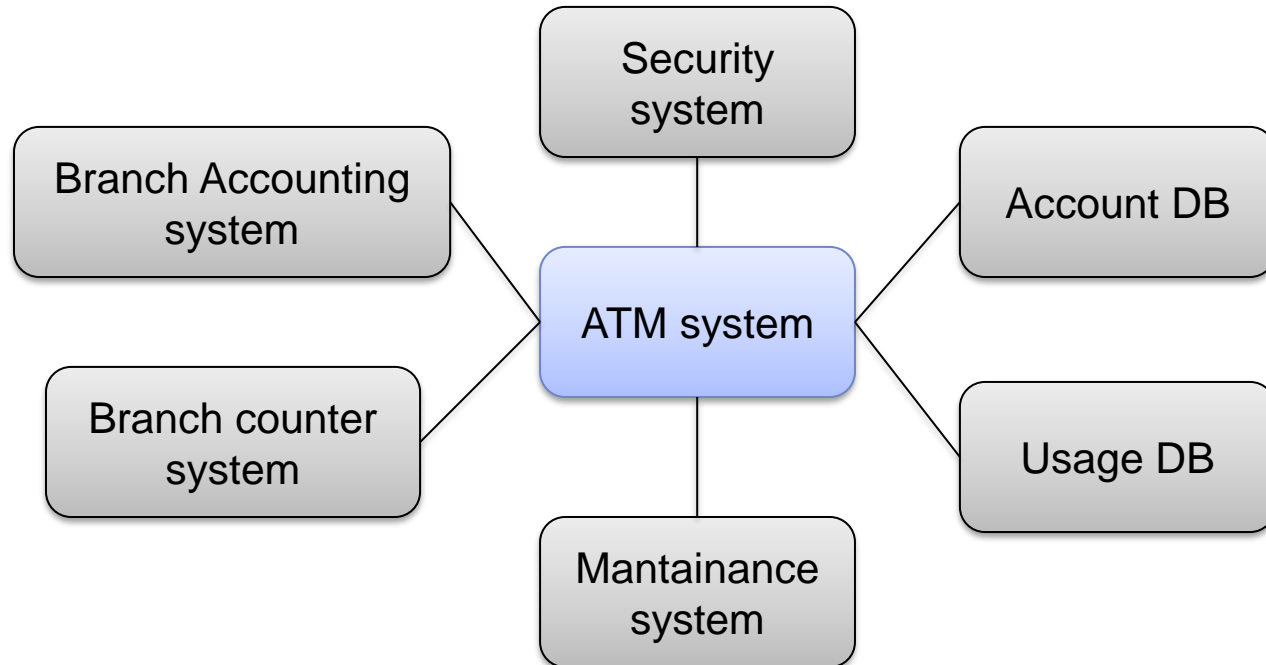 Security
system
Branch Accounting
system
Account DB
ATM system
Branch counter
system
Usage DB
Mantainance
system